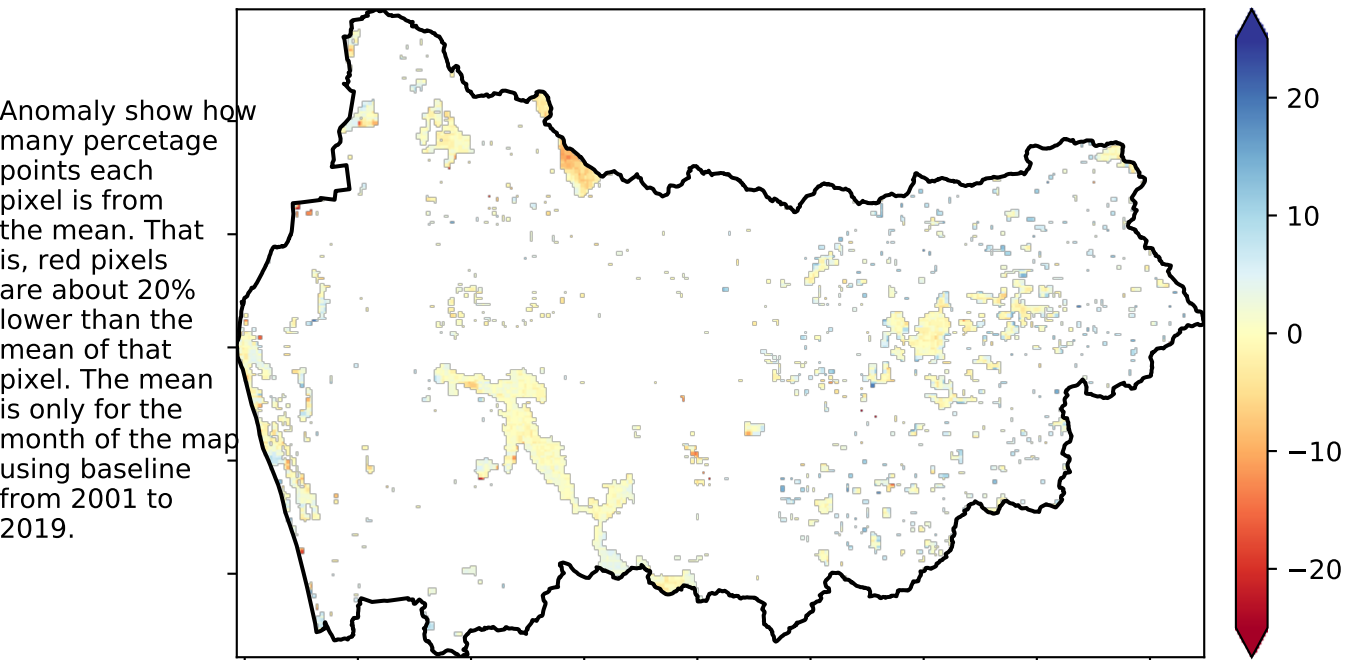 Anomaly show how
many percetage
points each
pixel is from
the mean. That
is, red pixels
are about 20%
lower than the
mean of that
pixel. The mean
is only for the
month of the map
using baseline
from 2001 to
2019.
20
10
0
−10
−20